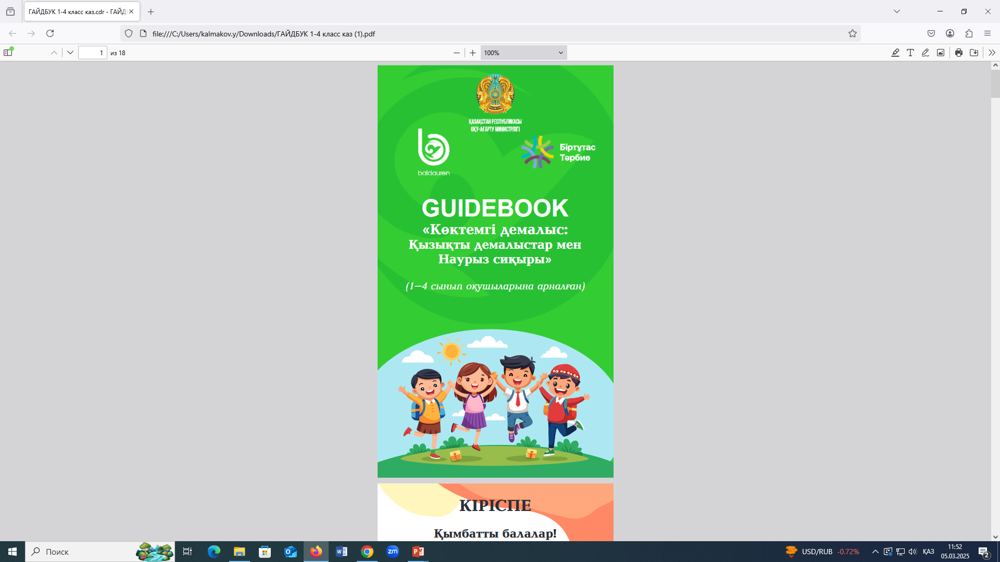 ГАЙДБУК 1-4 класс каз.cdr - ГАЙД
file:///C:/Users/kalmakov.y/Downloads/ГАЙДБУК 1-4 класс каз (1).pdf
1 из 18
100%
ҚАЗАҚСТАН РЕСПУБЛИКАСЫ
ОҚУ-АҒАРТУ МИНИСТРЛІГІ
baldauren
Біртұтас
Тәрбие
GUIDEBOOK
«Көктемгі демалыс:
Қызықты демалыстар мен
Наурыз сиқыры»
(1—4 сынып оқушыларына арналған)
КІРІСПЕ
Қымбатты балалар!
Поиск
zm
USD/RUB -0.72%
ҚАЗ
11:52
05.03.2025
2